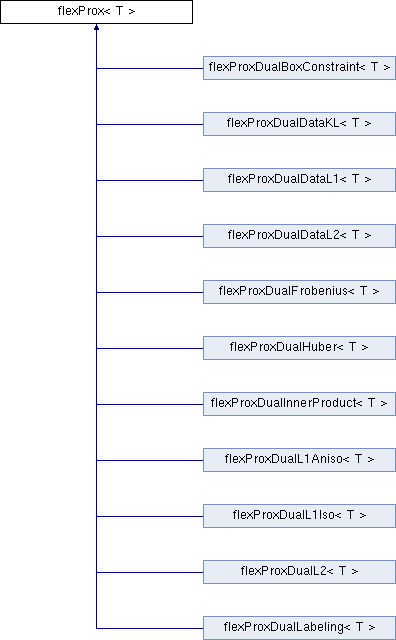 flexProx< T >
flexProxDualBoxConstraint< T >
flexProxDualDataKL< T >
flexProxDualDataL1< T >
flexProxDualDataL2< T >
flexProxDualFrobenius< T >
flexProxDualHuber< T >
flexProxDualInnerProduct< T >
flexProxDualL1Aniso< T >
flexProxDualL1Iso< T >
flexProxDualL2< T >
flexProxDualLabeling< T >